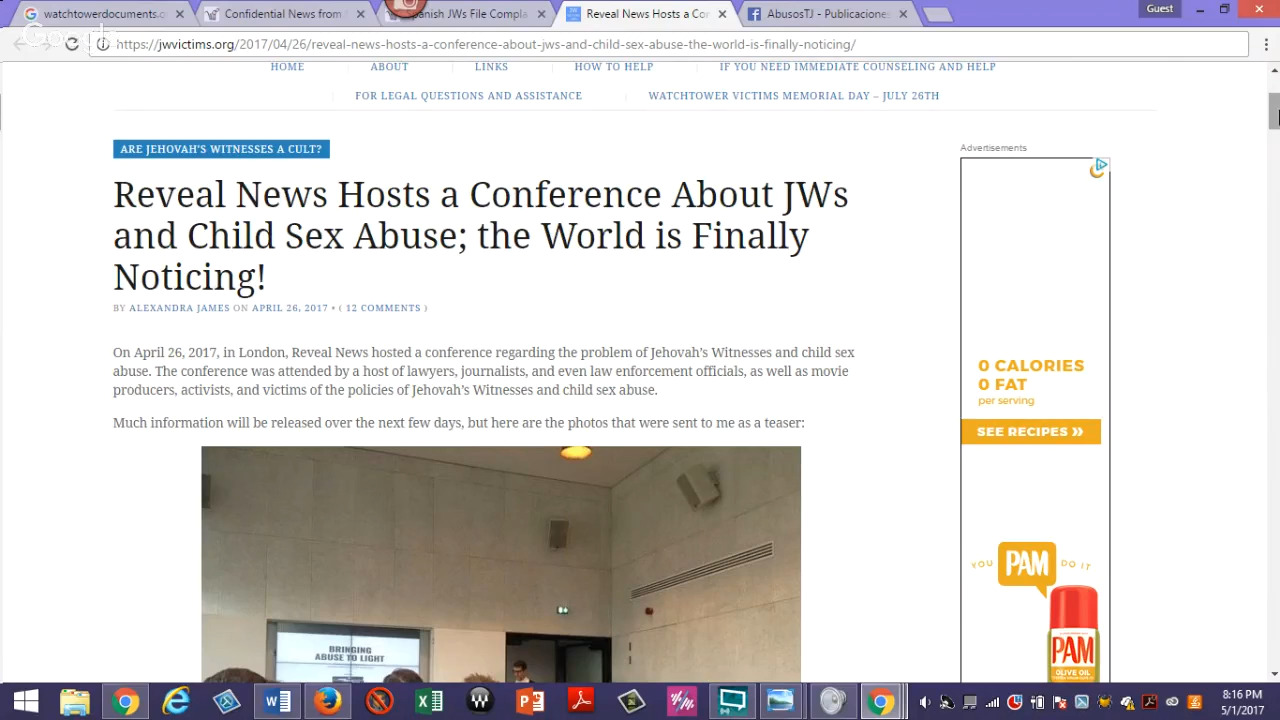 watchtowerdocument
Confidential News from
Spanish JWs File Compla
Reveal News Hosts a Con
AbusosTJ - Publicaciones
Guest
https://jwvictims.org/2017/04/26/reveal-news-hosts-a-conference-about-jws-and-child-sex-abuse-the-world-is-finally-noticing/
HOME
ABOUT
LINKS
HOW TO HELP
IF YOU NEED IMMEDIATE COUNSELING AND HELP
FOR LEGAL QUESTIONS AND ASSISTANCE
WATCHTOWER VICTIMS MEMORIAL DAY – JULY 26TH
ARE JEHOVAH'S WITNESSES A CULT?
Reveal News Hosts a Conference About JWs
and Child Sex Abuse; the World is Finally
Noticing!
BY ALEXANDRA JAMES ON APRIL 26, 2017 • ( 12 COMMENTS )
On April 26, 2017, in London, Reveal News hosted a conference regarding the problem of Jehovah's Witnesses and child sex
abuse. The conference was attended by a list of lawyers, journalists, and even law enforcement officials, as well as movie
producers, activists, and victims of the policies of Jehovah's Witnesses and child sex abuse.
Much information will be released over the next few days, but here are the photos that were sent to me as a teaser:
BRINGING
ABUSE TO LIGHT
Advertisements
0 CALORIES
0 FAT
per serving
SEE RECIPES »
YOU PAM DO IT
PAM
OLIVE OIL
8:16 PM
5/1/2017